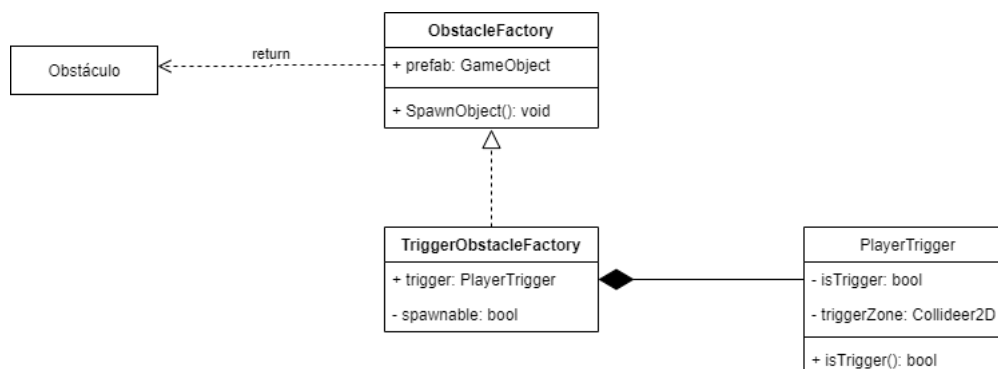 ObstacleFactory
return
Obstáculo
+ prefab: GameObject
+ SpawnObject(): void
TriggerObstacleFactory
+ trigger: PlayerTrigger
- spawnable: bool
PlayerTrigger
- isTrigger: bool
- triggerZone: Collideer2D
+ isTrigger(): bool